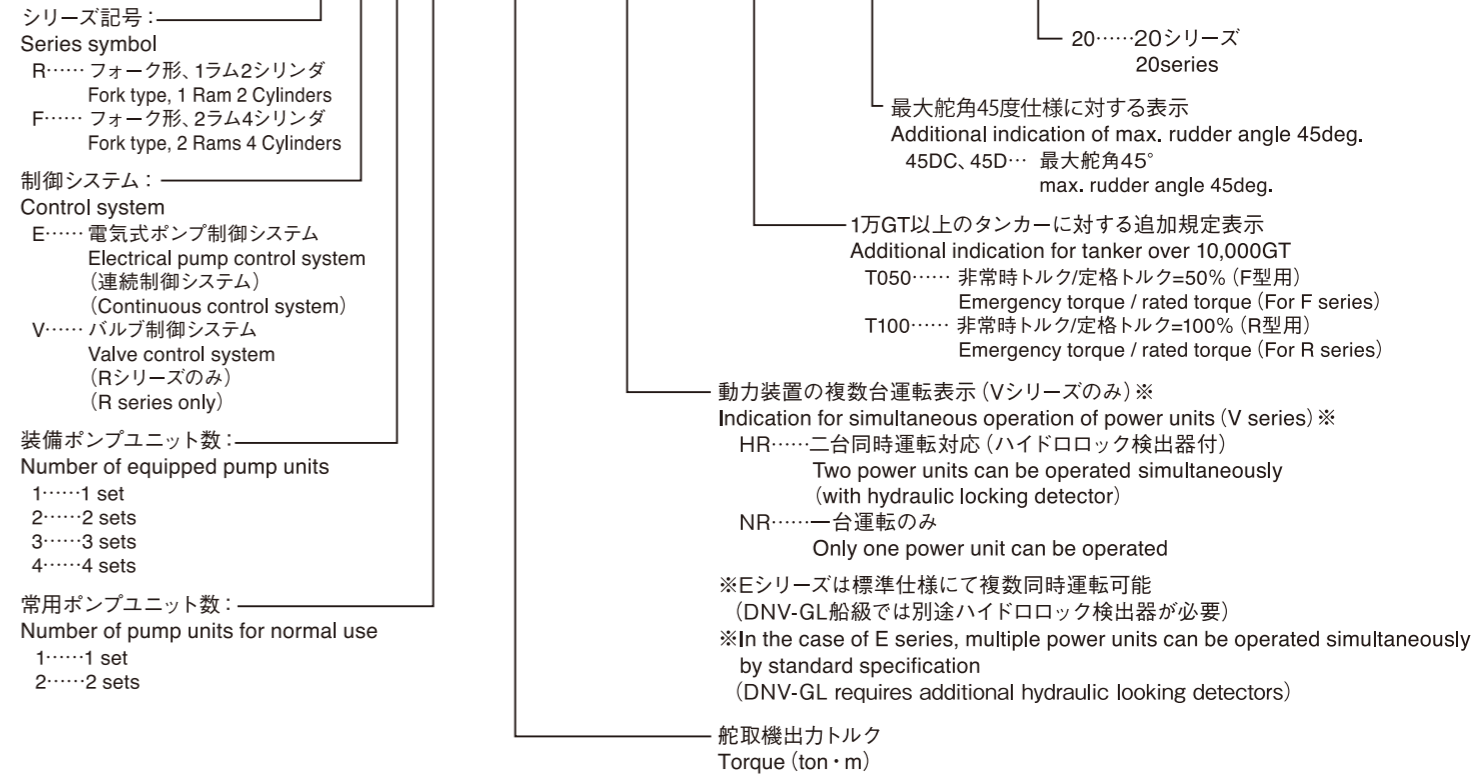 シリーズ記号：
Series symbol
R…… フォーク形、1ラム2シリンダ
Fork type, 1 Ram 2 Cylinders
F…… フォーク形、2ラム4シリンダ
Fork type, 2 Rams 4 Cylinders
制御システム：
Control system
E…… 電気式ポンプ制御システム
Electrical pump control system
（連続制御システム）
（Continuous control system）
V…… バルブ制御システム
Valve control system
（Rシリーズのみ）
（R series only）
装備ポンプユニット数：
Number of equipped pump units
1……1 set
2……2 sets
3……3 sets
4……4 sets
常用ポンプユニット数：
Number of pump units for normal use
1……1 set
2……2 sets
20……20シリーズ
20series
最大舵角45度仕様に対する表示
Additional indication of max. rudder angle 45deg.
45DC、45D… 最大舵角45°
max. rudder angle 45deg.
1万GT以上のタンカーに対する追加規定表示
Additional indication for tanker over 10,000GT
T050…… 非常時トルク/定格トルク=50%（F型用）
Emergency torque / rated torque（For F series）
T100…… 非常時トルク/定格トルク=100%（R型用）
Emergency torque / rated torque（For R series）
動力装置の複数台運転表示（Vシリーズのみ）※
Indication for simultaneous operation of power units（V series）※
HR……二台同時運転対応（ハイドロロック検出器付）
Two power units can be operated simultaneously
（with hydraulic locking detector）
NR……一台運転のみ
Only one power unit can be operated
※Eシリーズは標準仕様にて複数同時運転可能
（DNV-GL船級では別途ハイドロロック検出器が必要）
※In the case of E series, multiple power units can be operated simultaneously
by standard specification
（DNV-GL requires additional hydraulic looking detectors）
舵取機出力トルク
Torque（ton・m）